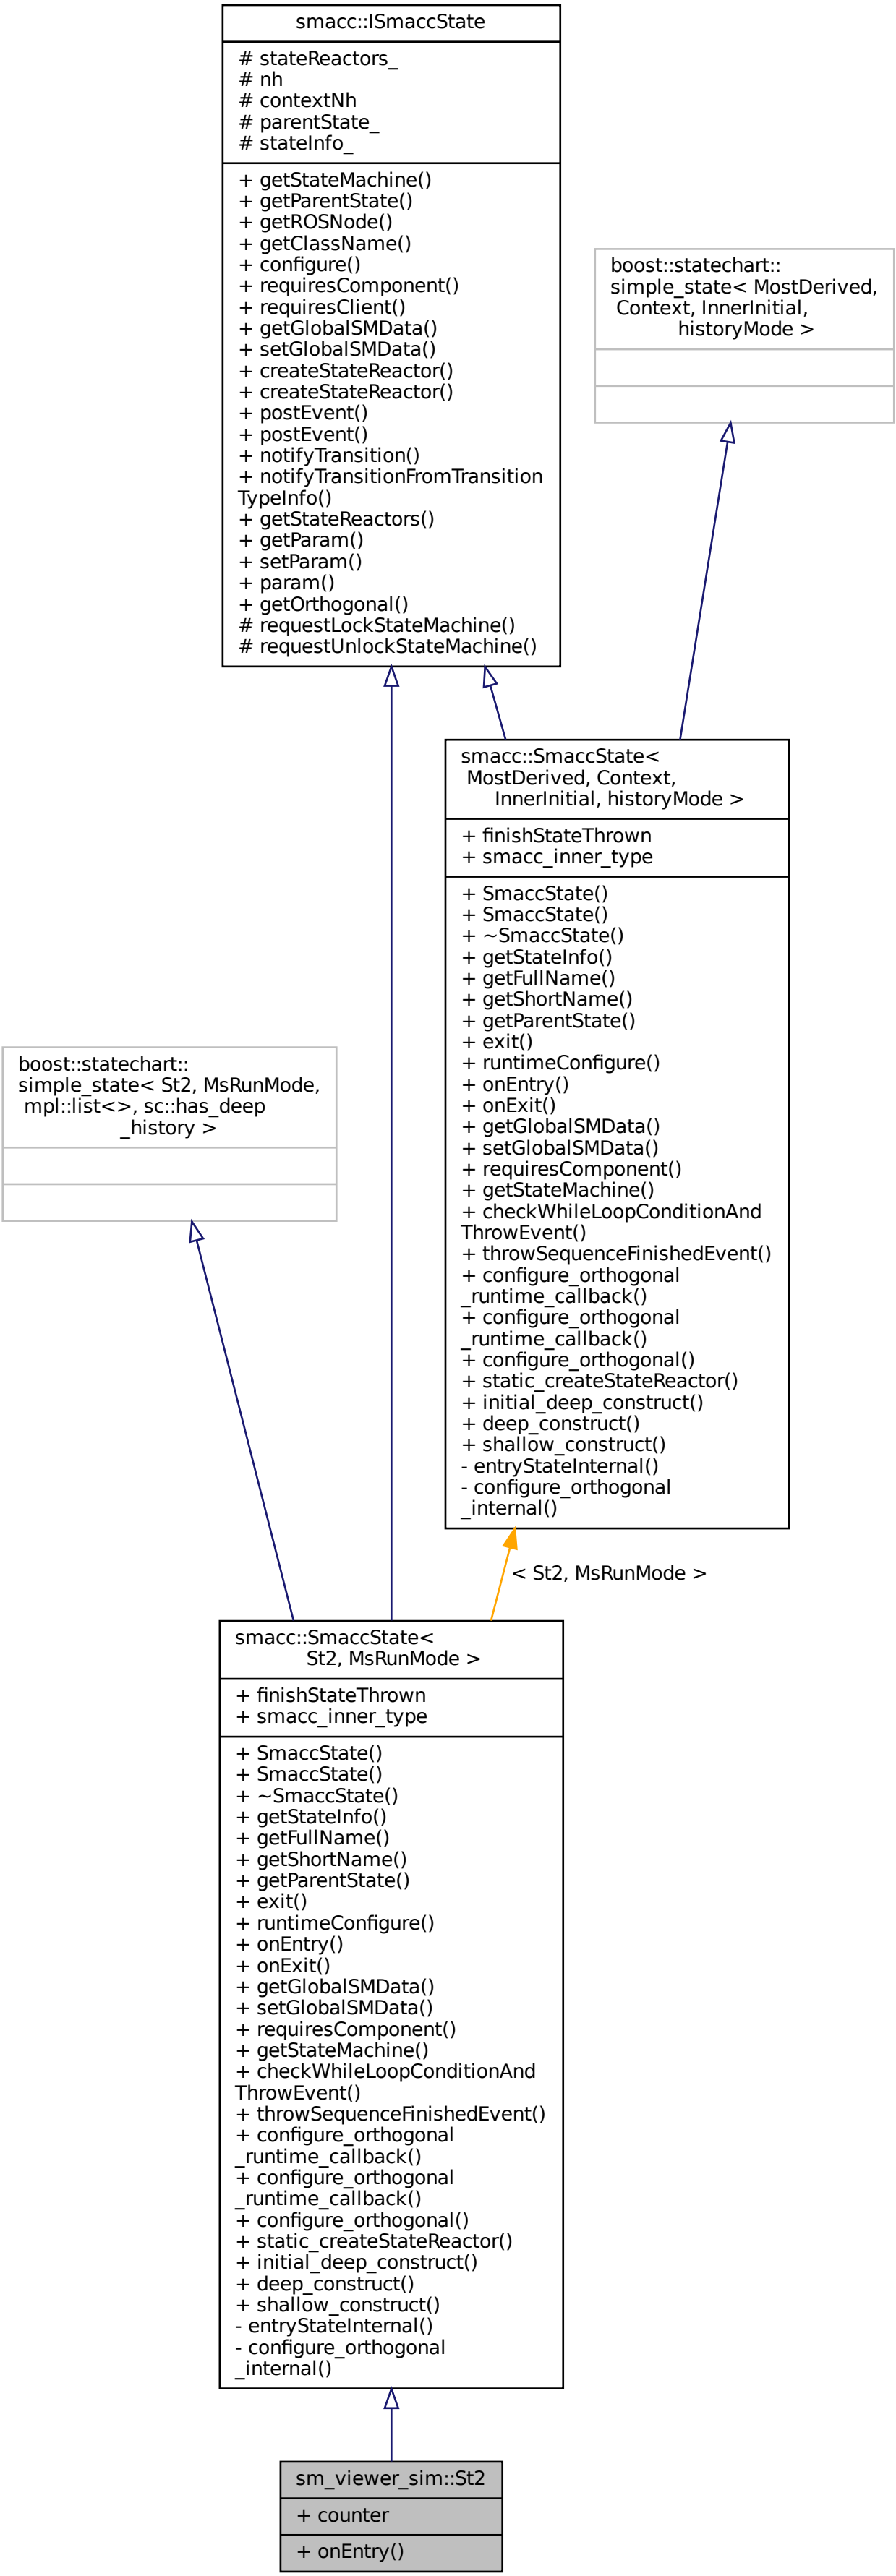 smacc::ISmaccState
# stateReactors_
# nh
# contextNh
# parentState_
# stateInfo_
+ getStateMachine()
+ getParentState()
+ getROSNode()
+ getClassName()
+ configure()
+ requiresComponent()
+ requiresClient()
+ getGlobalSMData()
+ setGlobalSMData()
+ createStateReactor()
+ createStateReactor()
+ postEvent()
+ postEvent()
+ notifyTransition()
+ notifyTransitionFromTransition
TypeInfo()
+ getStateReactors()
+ getParam()
+ setParam()
+ param()
+ getOrthogonal()
# requestLockStateMachine()
# requestUnlockStateMachine()
boost::statechart::
simple_state< MostDerived,
Context, InnerInitial,
historyMode >
smacc::SmaccState<
MostDerived, Context,
InnerInitial, historyMode >
+ finishStateThrown
+ smacc_inner_type
+ SmaccState()
+ SmaccState()
+ ~SmaccState()
+ getStateInfo()
+ getFullName()
+ getShortName()
+ getParentState()
+ exit()
+ runtimeConfigure()
+ onEntry()
+ onExit()
+ getGlobalSMData()
+ setGlobalSMData()
+ requiresComponent()
+ getStateMachine()
+ checkWhileLoopConditionAnd
ThrowEvent()
+ throwSequenceFinishedEvent()
+ configure_orthogonal
_runtime_callback()
+ configure_orthogonal
_runtime_callback()
+ configure_orthogonal()
+ static_createStateReactor()
+ initial_deep_construct()
+ deep_construct()
+ shallow_construct()
- entryStateInternal()
- configure_orthogonal
_internal()
boost::statechart::
simple_state< St2, MsRunMode,
mpl::list<>, sc::has_deep
_history >
< St2, MsRunMode >
smacc::SmaccState<
St2, MsRunMode >
+ finishStateThrown
+ smacc_inner_type
+ SmaccState()
+ SmaccState()
+ ~SmaccState()
+ getStateInfo()
+ getFullName()
+ getShortName()
+ getParentState()
+ exit()
+ runtimeConfigure()
+ onEntry()
+ onExit()
+ getGlobalSMData()
+ setGlobalSMData()
+ requiresComponent()
+ getStateMachine()
+ checkWhileLoopConditionAnd
ThrowEvent()
+ throwSequenceFinishedEvent()
+ configure_orthogonal
_runtime_callback()
+ configure_orthogonal
_runtime_callback()
+ configure_orthogonal()
+ static_createStateReactor()
+ initial_deep_construct()
+ deep_construct()
+ shallow_construct()
- entryStateInternal()
- configure_orthogonal
_internal()
sm_viewer_sim::St2
+ counter
+ onEntry()